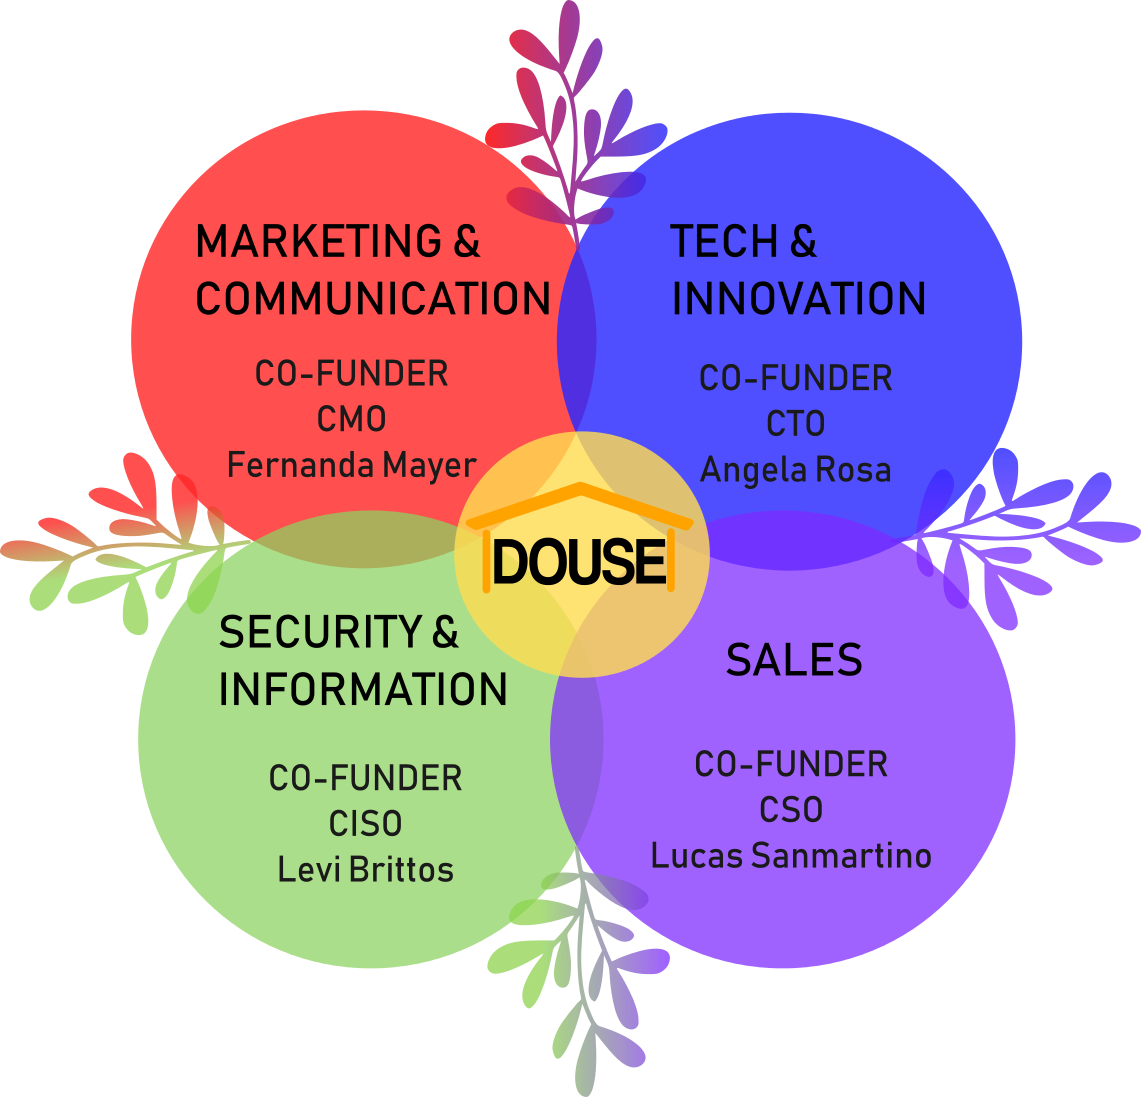 MARKETING &
COMMUNICATION
CO-FUNDER
CMO
Fernanda Mayer
TECH &
INNOVATION
CO-FUNDER
CTO
Angela Rosa
DOUSE
SECURITY &
INFORMATION
CO-FUNDER
CISO
Levi Brittos
SALES
CO-FUNDER
CSO
Lucas Sanmartino